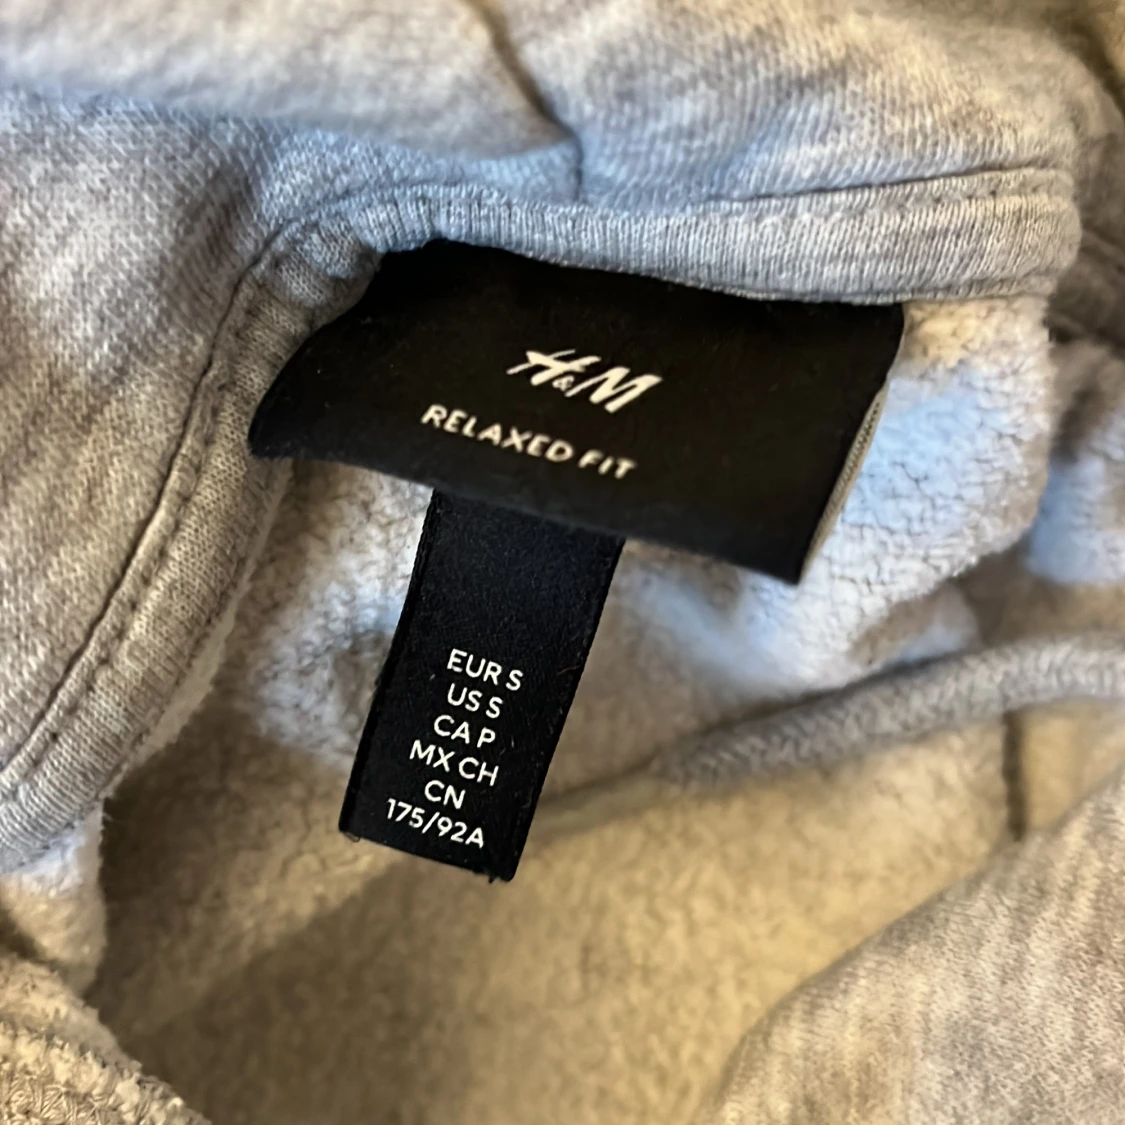 H&M
RELAXED FIT
EUR S
US S
CA P
MX CH
CN
175/92A